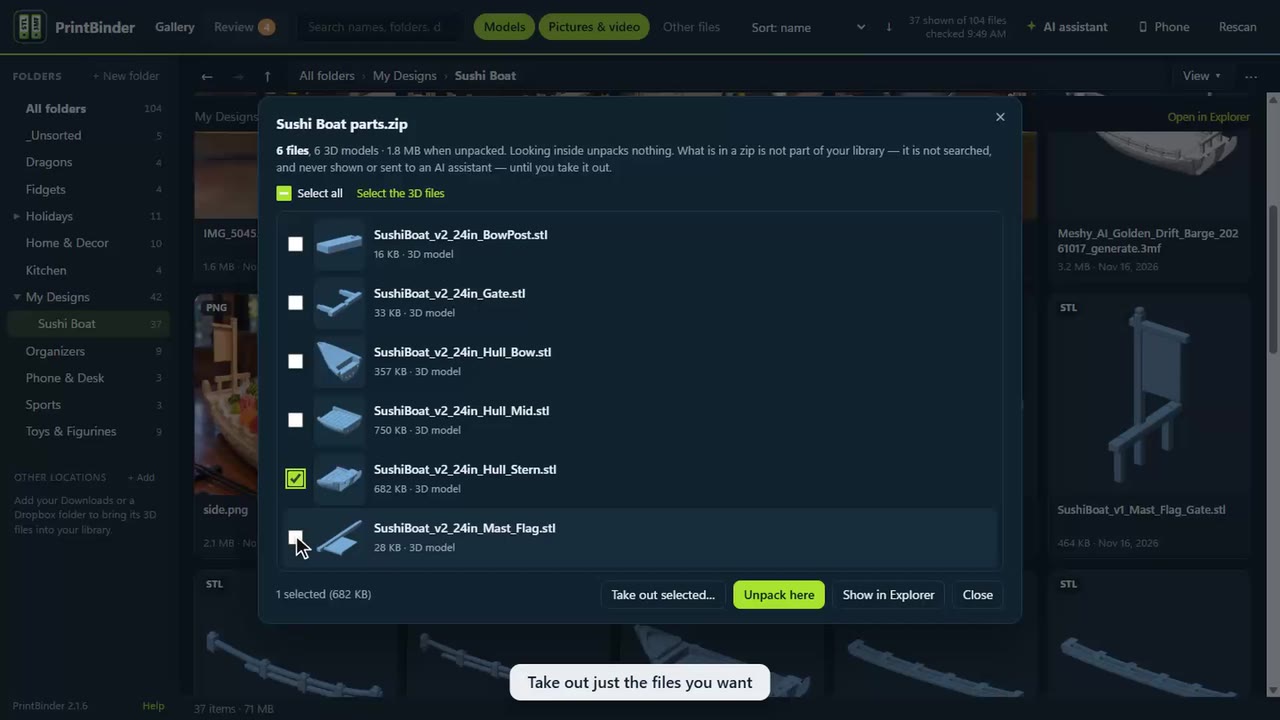 PrintBinder
Gallery
Review 4
Search names, folders, d
Models
Pictures & video
Other files
Sort: name
↓
37 shown of 104 files
checked 9:49 AM
AI assistant
Phone
Rescan
FOLDERS
+ New folder
← → ↑
All folders › My Designs › Sushi Boat
View
...
All folders 104
_Unsorted 5
Dragons 4
Fidgets 4
Holidays 11
Home & Decor 10
Kitchen 4
My Designs 42
Sushi Boat 37
Organizers 9
Phone & Desk 3
Sports 3
Toys & Figurines 9
OTHER LOCATIONS
+ Add
Add your Downloads or a
Dropbox folder to bring its 3D
files into your library.
PrintBinder 2.1.6
Help
My Designs
Open in Explorer
IMG_5045
1.6 MB · No
PNG
side.png
2.1 MB · No
STL
Sushi Boat parts.zip
6 files, 6 3D models · 1.8 MB when unpacked. Looking inside unpacks nothing. What is in a zip is not part of your library — it is not searched,
and never shown or sent to an AI assistant — until you take it out.
Select all
Select the 3D files
SushiBoat_v2_24in_BowPost.stl
16 KB · 3D model
SushiBoat_v2_24in_Gate.stl
33 KB · 3D model
SushiBoat_v2_24in_Hull_Bow.stl
357 KB · 3D model
SushiBoat_v2_24in_Hull_Mid.stl
750 KB · 3D model
SushiBoat_v2_24in_Hull_Stern.stl
682 KB · 3D model
SushiBoat_v2_24in_Mast_Flag.stl
28 KB · 3D model
1 selected (682 KB)
Take out selected...
Unpack here
Show in Explorer
Close
Meshy_AI_Golden_Drift_Barge_202
61017_generate.3mf
3.2 MB · Nov 16, 2026
STL
SushiBoat_v1_Mast_Flag_Gate.stl
464 KB · Nov 16, 2026
STL
Take out just the files you want
37 items · 71 MB